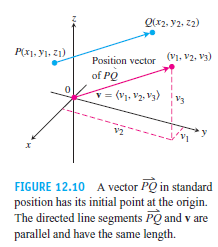 z
Q(x₂, y₂, z₂)
P(x₁, y₁, z₁)
Position vector (v₁, v₂, v₃)
of PQ⃗
0
v = ⟨v₁, v₂, v₃⟩
v₃
v₂
v₁
x
y
FIGURE 12.10 A vector PQ⃗ in standard
position has its initial point at the origin.
The directed line segments PQ⃗ and v are
parallel and have the same length.